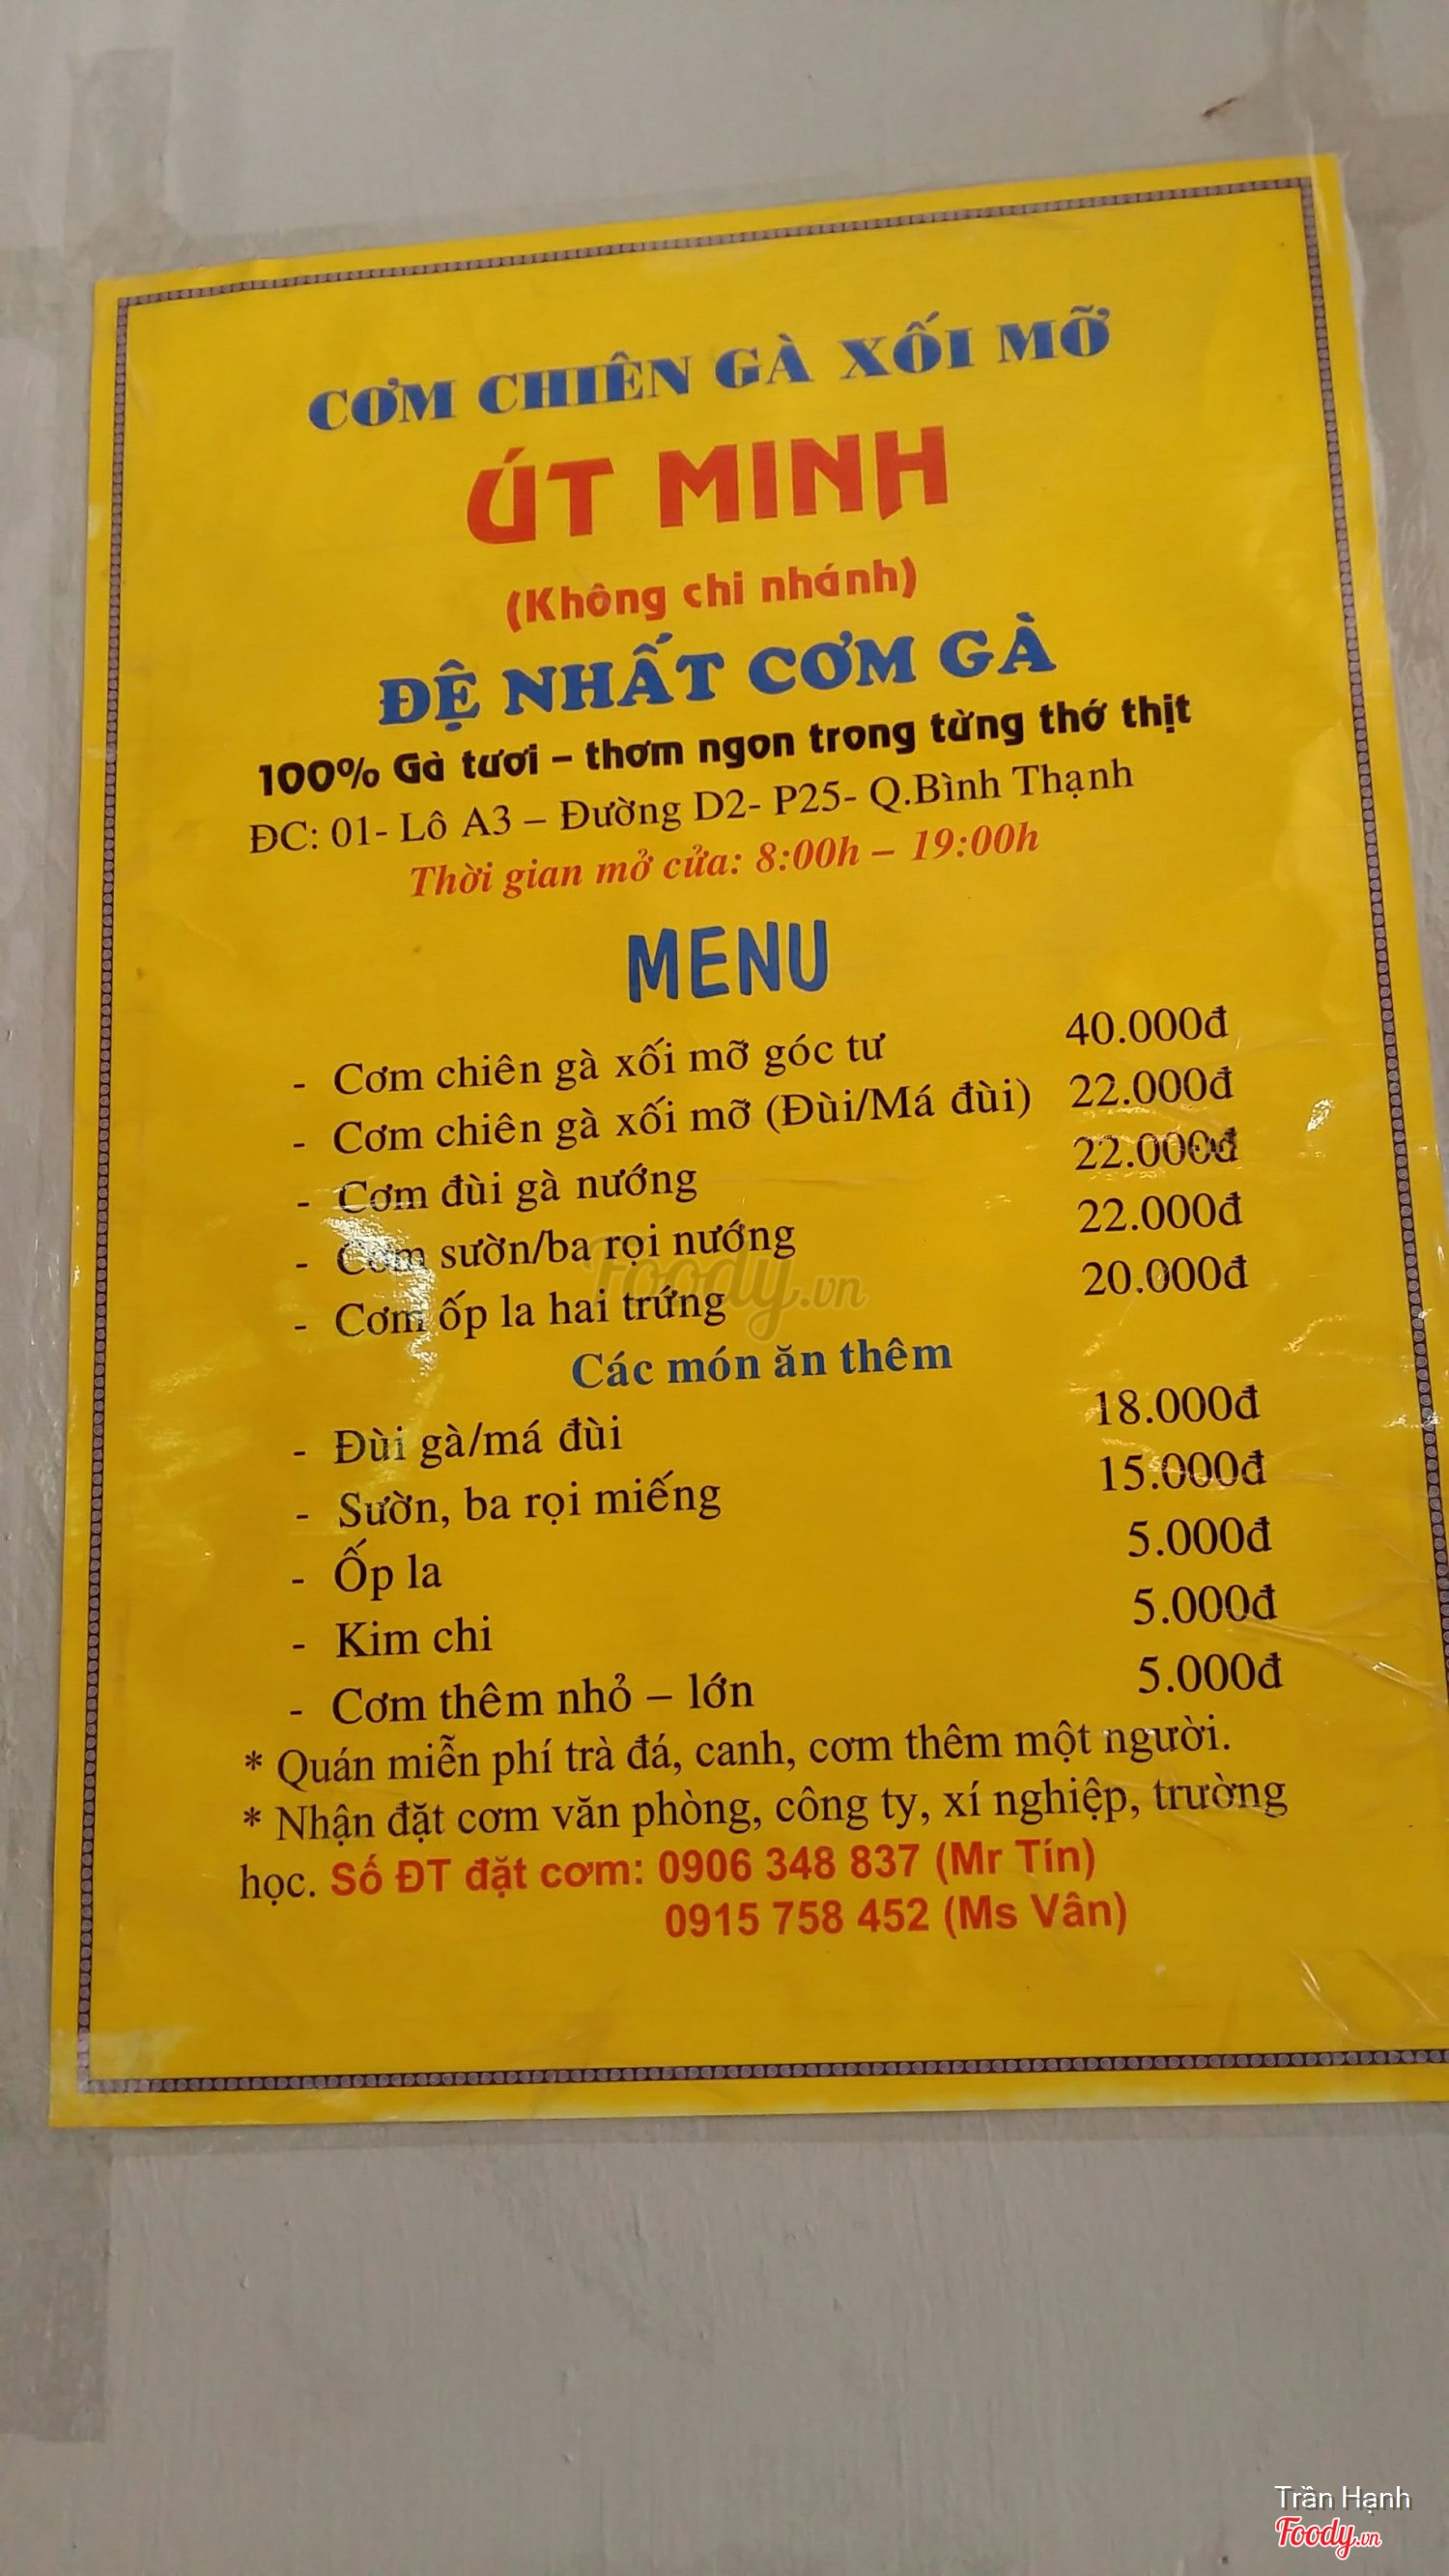 CƠM CHIÊN GÀ XỐI MỠ
ÚT MINH
(Không chi nhánh)
ĐỆ NHẤT CƠM GÀ
100% Gà tươi – thơm ngon trong từng thớ thịt
ĐC: 01- Lô A3 – Đường D2- P25- Q.Bình Thạnh
Thời gian mở cửa: 8:00h – 19:00h
MENU
- Cơm chiên gà xối mỡ góc tư 40.000đ
- Cơm chiên gà xối mỡ (Đùi/Má đùi) 22.000đ
- Cơm đùi gà nướng 22.000đ
- Cơm sườn/ba rọi nướng 22.000đ
- Cơm ốp la hai trứng 20.000đ
Các món ăn thêm
- Đùi gà/má đùi 18.000đ
- Sườn, ba rọi miếng 15.000đ
- Ốp la 5.000đ
- Kim chi 5.000đ
- Cơm thêm nhỏ – lớn 5.000đ
* Quán miễn phí trà đá, canh, cơm thêm một người.
* Nhận đặt cơm văn phòng, công ty, xí nghiệp, trường
học. Số ĐT đặt cơm: 0906 348 837 (Mr Tín)
0915 758 452 (Ms Vân)
Foody.vn
Trần Hạnh
Foody.vn